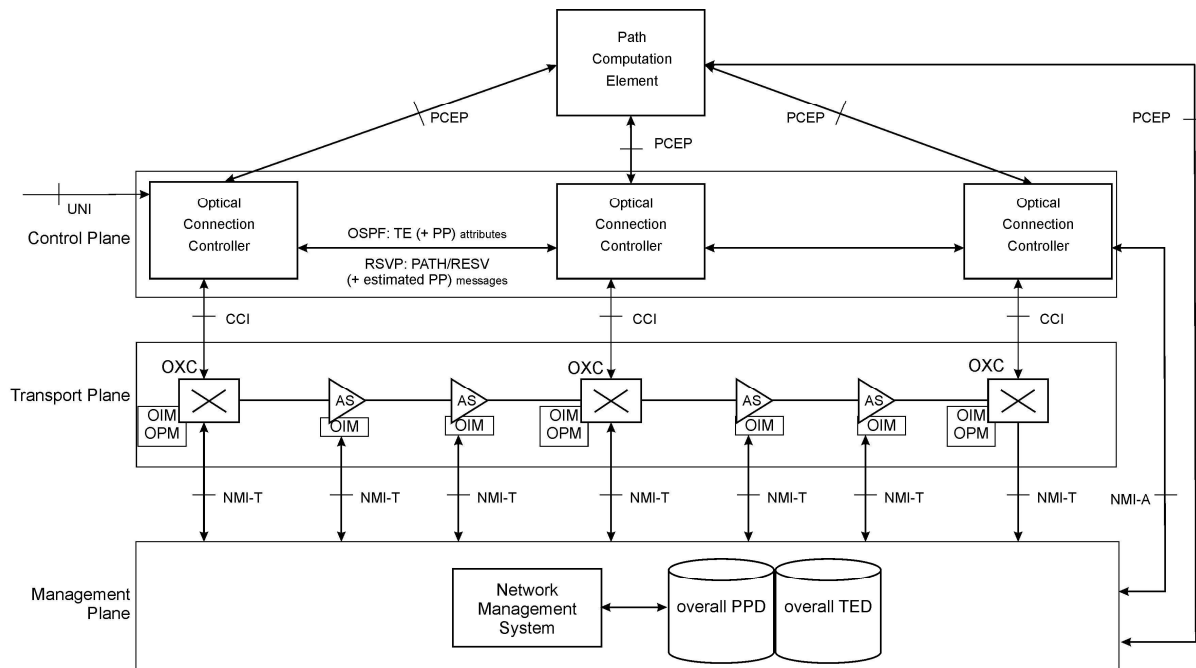 Path
Computation
Element
PCEP
PCEP
PCEP
PCEP
UNI
Control Plane
Optical
Connection
Controller
OSPF: TE (+ PP) attributes
RSVP: PATH/RESV
(+ estimated PP) messages
Optical
Connection
Controller
Optical
Connection
Controller
CCI
CCI
CCI
Transport Plane
OXC
OIM
OPM
AS
OIM
AS
OIM
OXC
OIM
OPM
AS
OIM
AS
OIM
OXC
OIM
OPM
NMI-T
NMI-T
NMI-T
NMI-T
NMI-T
NMI-T
NMI-T
NMI-A
Management
Plane
Network
Management
System
overall PPD
overall TED